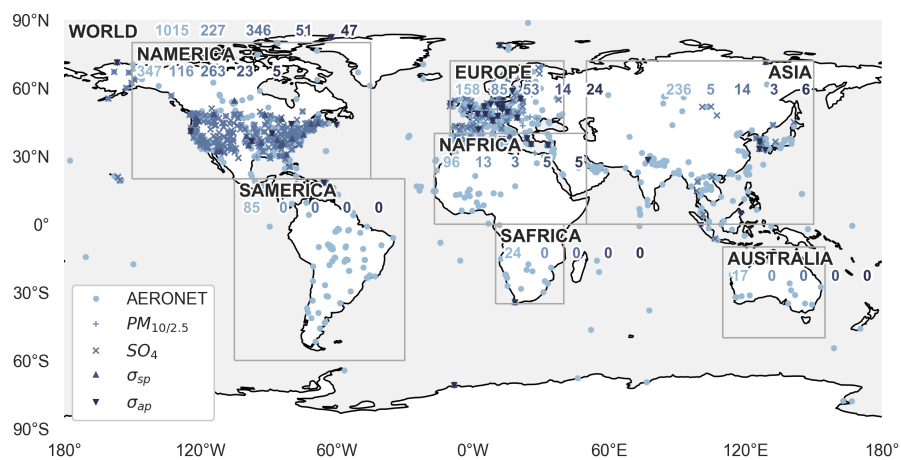 90°N
WORLD 1015 227 346 51 47
NAMERICA
347 116 263 23 5
EUROPE
158 85 53 14 24
ASIA
236 5 14 3 6
60°N
30°N
NAFRICA
96 13 3 5 5
SAMERICA
85 0 0 0 0
0°
SAFRICA
24 0 0 0 0
AUSTRALIA
17 0 0 0 0
30°S
60°S
90°S
AERONET
PM10/2.5
SO4
σsp
σap
180° 120°W 60°W 0°W 60°E 120°E 180°